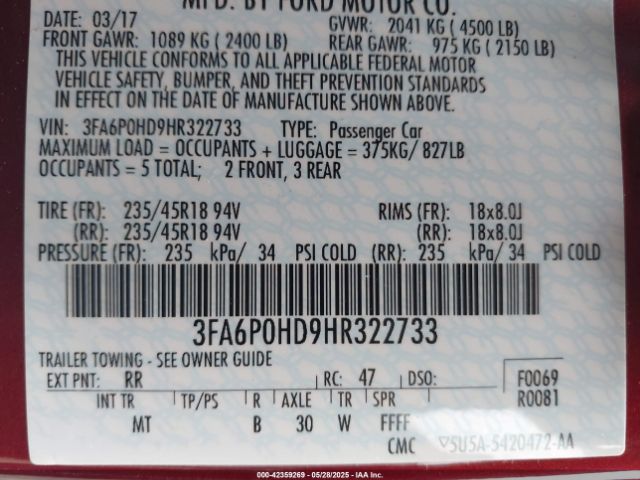 MFD. BY FORD MOTOR CO.
DATE: 03/17 GVWR: 2041 KG ( 4500 LB)
FRONT GAWR: 1089 KG ( 2400 LB) REAR GAWR: 975 KG ( 2150 LB)
THIS VEHICLE CONFORMS TO ALL APPLICABLE FEDERAL MOTOR
VEHICLE SAFETY, BUMPER, AND THEFT PREVENTION STANDARDS
IN EFFECT ON THE DATE OF MANUFACTURE SHOWN ABOVE.
VIN: 3FA6P0HD9HR322733 TYPE: Passenger Car
MAXIMUM LOAD = OCCUPANTS + LUGGAGE = 375KG/ 827LB
OCCUPANTS = 5 TOTAL; 2 FRONT, 3 REAR
TIRE (FR): 235/45R18 94V RIMS (FR): 18x8.0J
(RR): 235/45R18 94V (RR): 18x8.0J
PRESSURE (FR): 235 kPa/ 34 PSI COLD (RR): 235 kPa/ 34 PSI COLD
3FA6P0HD9HR322733
TRAILER TOWING - SEE OWNER GUIDE
EXT PNT: RR RC: 47 DSO: F0069
INT TR TP/PS R AXLE TR SPR R0081
MT B 30 W FFFF
CMC ▽5U5A-5420472-AA
000-42359269 - 05/28/2025 - IAA Inc.